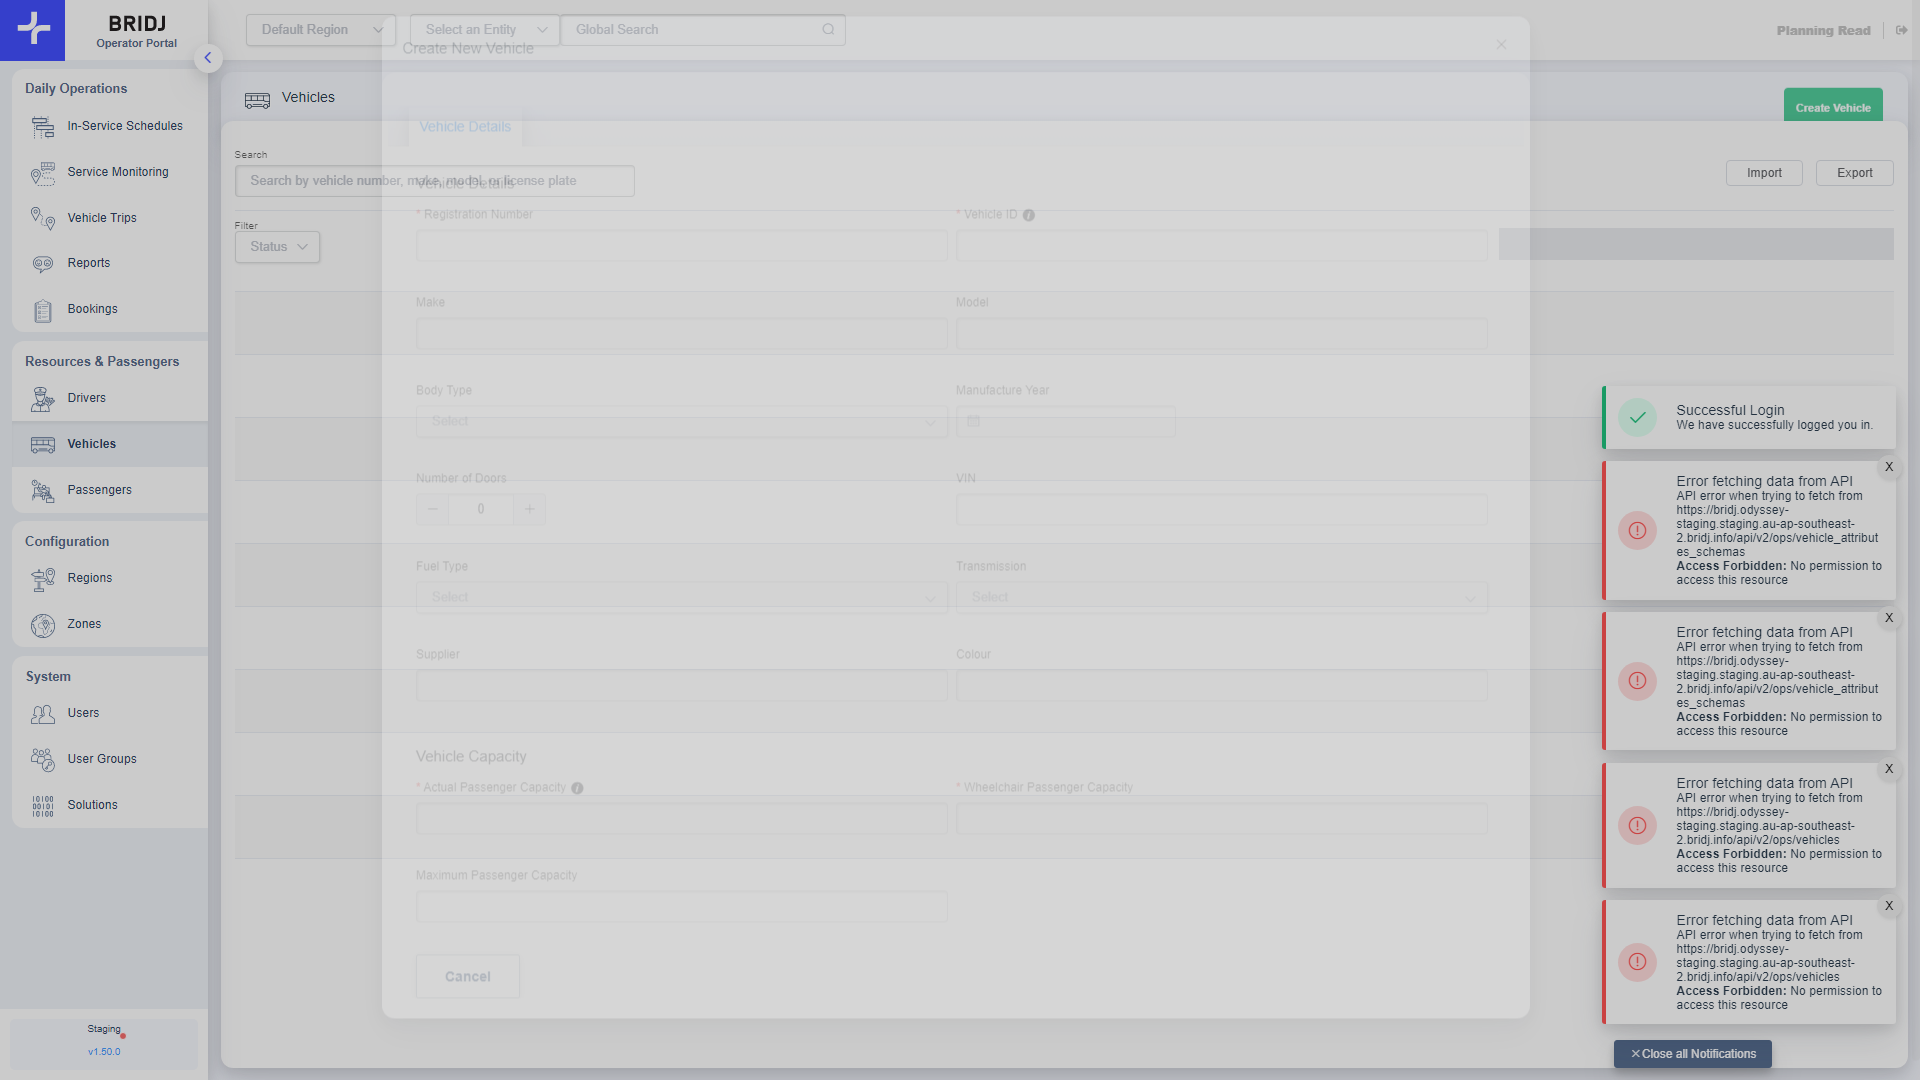 BRIDJ
Operator Portal
Default Region
Select an Entity
Global Search
Planning Read
Create New Vehicle
Daily Operations
In-Service Schedules
Service Monitoring
Vehicle Trips
Reports
Bookings
Resources & Passengers
Drivers
Vehicles
Passengers
Configuration
Regions
Zones
System
Users
User Groups
Solutions
Staging
v1.50.0
Vehicles
Create Vehicle
Vehicle Details
Search
Search by vehicle number, make, model, or license plate
Vehicle Details
Import
Export
Filter
Status
* Registration Number
* Vehicle ID
Make
Model
Body Type
Select
Manufacture Year
Number of Doors
0
VIN
Fuel Type
Select
Transmission
Select
Supplier
Colour
Vehicle Capacity
* Actual Passenger Capacity
* Wheelchair Passenger Capacity
Maximum Passenger Capacity
Cancel
Successful Login
We have successfully logged you in.
X
Error fetching data from API
API error when trying to fetch from
https://bridj.odyssey-
staging.staging.au-ap-southeast-
2.bridj.info/api/v2/ops/vehicle_attribut
es_schemas
Access Forbidden: No permission to
access this resource
X
Error fetching data from API
API error when trying to fetch from
https://bridj.odyssey-
staging.staging.au-ap-southeast-
2.bridj.info/api/v2/ops/vehicle_attribut
es_schemas
Access Forbidden: No permission to
access this resource
X
Error fetching data from API
API error when trying to fetch from
https://bridj.odyssey-
staging.staging.au-ap-southeast-
2.bridj.info/api/v2/ops/vehicles
Access Forbidden: No permission to
access this resource
X
Error fetching data from API
API error when trying to fetch from
https://bridj.odyssey-
staging.staging.au-ap-southeast-
2.bridj.info/api/v2/ops/vehicles
Access Forbidden: No permission to
access this resource
Close all Notifications